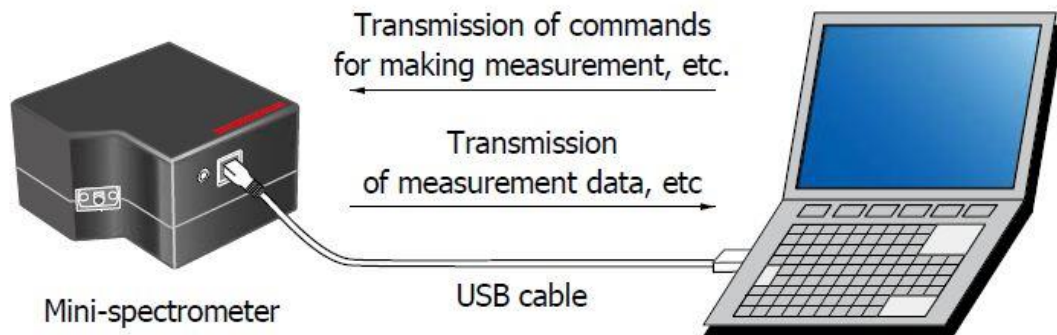 Transmission of commands
for making measurement, etc.
Transmission
of measurement data, etc
USB cable
Mini-spectrometer